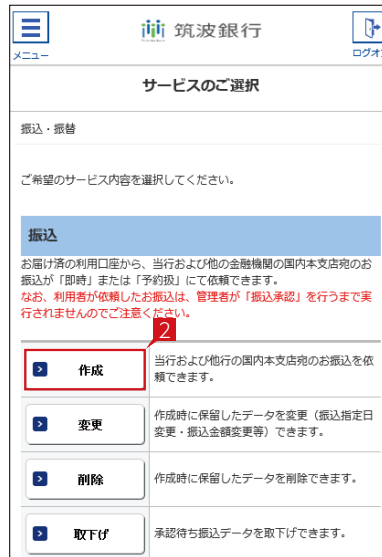 筑波銀行
メニュー
サービスのご選択
振込・振替
ご希望のサービス内容を選択してください。
振込
お届け済の利用口座から、当行および他の金融機関の国内本支店宛のお
振込が「即時」または「予約扱」にて依頼できます。
なお、利用者が依頼したお振込は、管理者が「振込承認」を行うまで実
行されませんのでご注意ください。
2
作成
当行および他行の国内本支店宛のお振込を依
頼できます。
変更
作成時に保留したデータを変更（振込指定日
変更・振込金額変更等）できます。
削除
作成時に保留したデータを削除できます。
取下げ
承認待ち振込データを取下げできます。